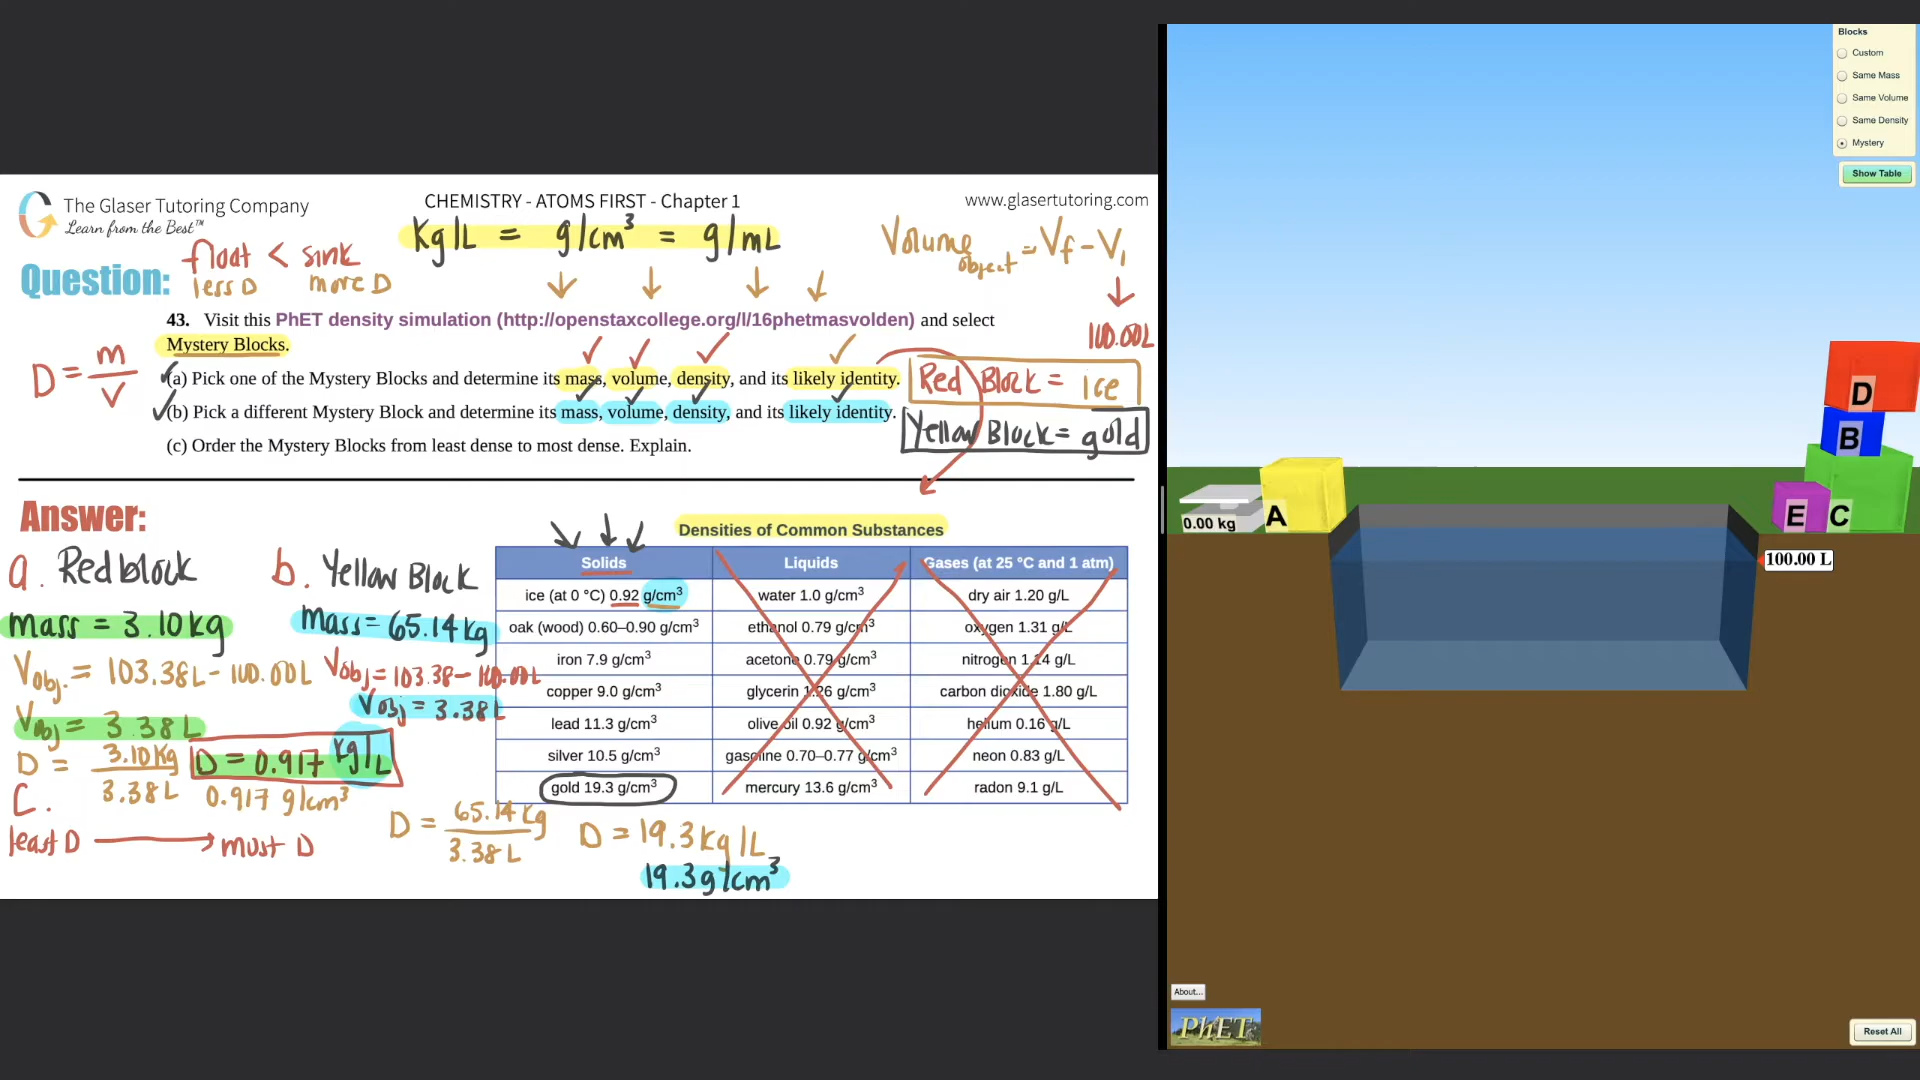 The Glaser Tutoring Company
Learn from the Best™
CHEMISTRY - ATOMS FIRST - Chapter 1
www.glasertutoring.com
Kg/L = g/cm³ = g/mL
Volume object = Vf - V1
100.00L
float < sink
less D more D
Question:
D = m/V
43. Visit this PhET density simulation (http://openstaxcollege.org/l/16phetmasvolden) and select
Mystery Blocks.
(a) Pick one of the Mystery Blocks and determine its mass, volume, density, and its likely identity.
(b) Pick a different Mystery Block and determine its mass, volume, density, and its likely identity.
(c) Order the Mystery Blocks from least dense to most dense. Explain.
Red Block = ice
Yellow Block = gold
Answer:
a. Red block
mass = 3.10 kg
Vobj. = 103.38L - 100.00L
Vobj = 3.38 L
D = 3.10 Kg / 3.38 L
D = 0.917 kg/L
0.917 g/cm³
b. Yellow Block
Mass = 65.14 kg
Vobj = 103.38 - 100.00L
Vobj = 3.38 L
D = 65.14 Kg / 3.38 L
D = 19.3 kg/L
19.3 g/cm³
C.
least D most D
Densities of Common Substances
Solids Liquids Gases (at 25 °C and 1 atm)
ice (at 0 °C) 0.92 g/cm³ water 1.0 g/cm³ dry air 1.20 g/L
oak (wood) 0.60–0.90 g/cm³ ethanol 0.79 g/cm³ oxygen 1.31 g/L
iron 7.9 g/cm³ acetone 0.79 g/cm³ nitrogen 1.14 g/L
copper 9.0 g/cm³ glycerin 1.26 g/cm³ carbon dioxide 1.80 g/L
lead 11.3 g/cm³ olive oil 0.92 g/cm³ helium 0.16 g/L
silver 10.5 g/cm³ gasoline 0.70–0.77 g/cm³ neon 0.83 g/L
gold 19.3 g/cm³ mercury 13.6 g/cm³ radon 9.1 g/L
Blocks
Custom
Same Mass
Same Volume
Same Density
Mystery
Show Table
D
B
E C
A
0.00 kg
100.00 L
About...
PhET
Reset All